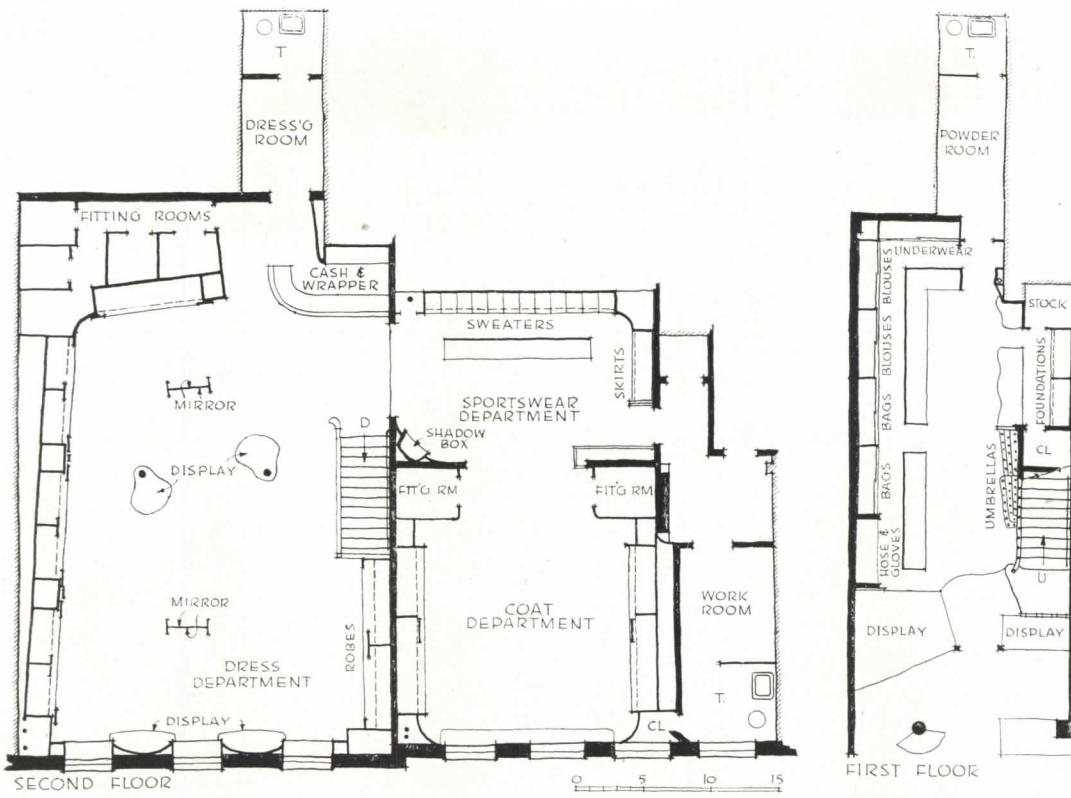 T.
DRESS'G
ROOM
FITTING ROOMS
CASH &
WRAPPER
SWEATERS
SKIRTS
SPORTSWEAR
DEPARTMENT
MIRROR
D
SHADOW
BOX
DISPLAY
FIT'G RM
FIT'G RM
MIRROR
COAT
DEPARTMENT
WORK
ROOM
ROBES
DRESS
DEPARTMENT
DISPLAY
T.
CL
SECOND FLOOR
0 5 10 15
T.
POWDER
ROOM
UNDERWEAR
BLOUSES
STOCK
BLOUSES
FOUNDATIONS
BAGS
CL
BAGS
UMBRELLAS
HOSE &
GLOVES
U
DISPLAY
DISPLAY
FIRST FLOOR